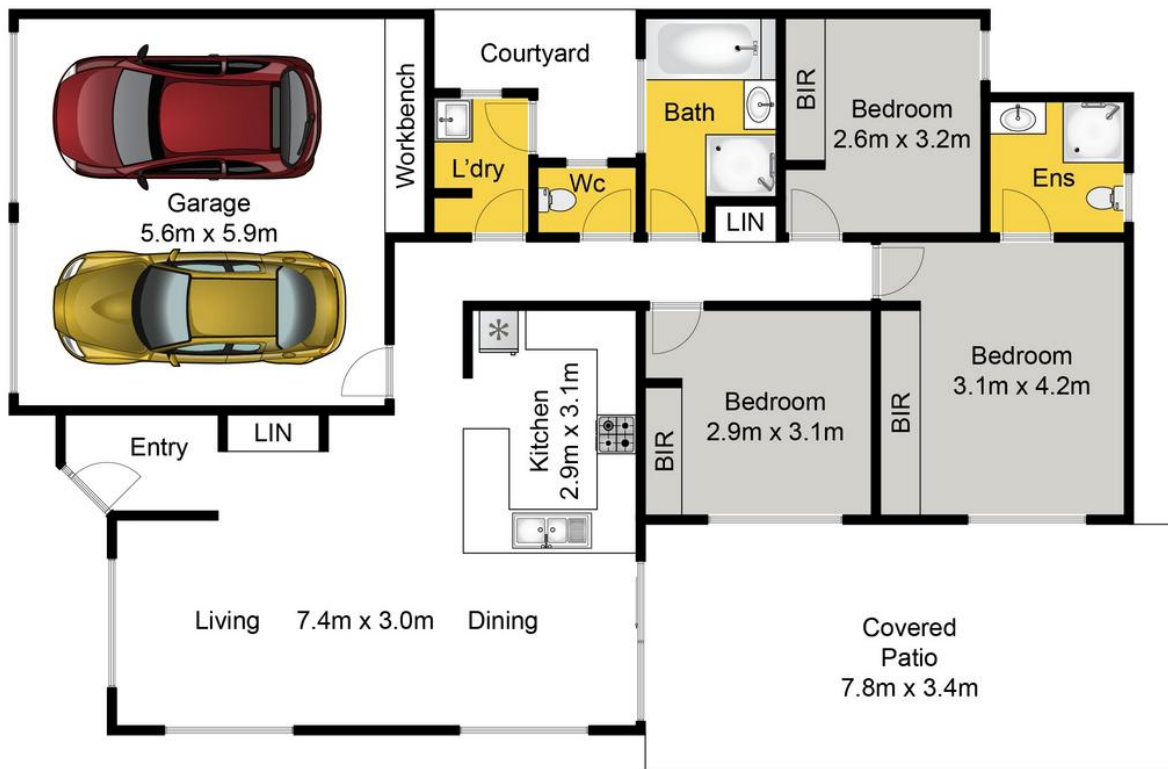 Courtyard
Workbench
L'dry
Wc
Bath
LIN
BIR
Bedroom
2.6m x 3.2m
Ens
Garage
5.6m x 5.9m
Entry
LIN
Kitchen
2.9m x 3.1m
BIR
Bedroom
2.9m x 3.1m
BIR
Bedroom
3.1m x 4.2m
Living 7.4m x 3.0m Dining
Covered
Patio
7.8m x 3.4m